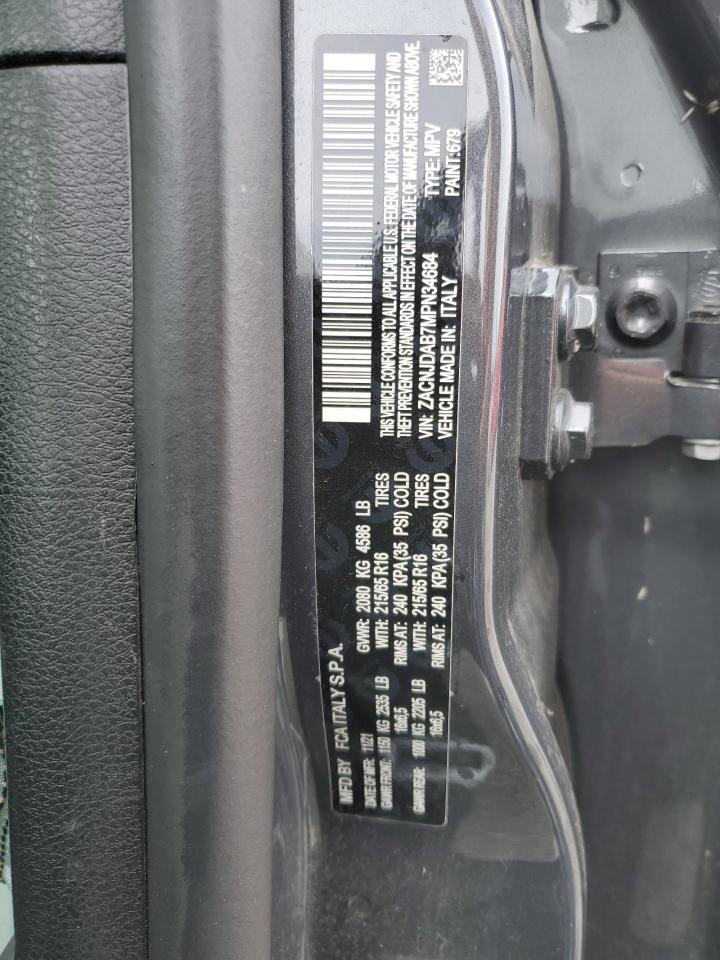 MFD BY FCA ITALY S.P.A.
DATE OF MFR: 11/21 GVWR: 2080 KG 4586 LB
GAWR FRONT: 1150 KG 2535 LB WITH: 215/65 R16 TIRES
16x6,5 RIMS AT: 240 KPA(35 PSI) COLD
GAWR REAR: 1000 KG 2205 LB WITH: 215/65 R16 TIRES
16x6,5 RIMS AT: 240 KPA(35 PSI) COLD
THIS VEHICLE CONFORMS TO ALL APPLICABLE U.S. FEDERAL MOTOR VEHICLE SAFETY AND
THEFT PREVENTION STANDARDS IN EFFECT ON THE DATE OF MANUFACTURE SHOWN ABOVE.
VIN: ZACNJDAB7MPN34684 TYPE: MPV
VEHICLE MADE IN: ITALY PAINT: 679